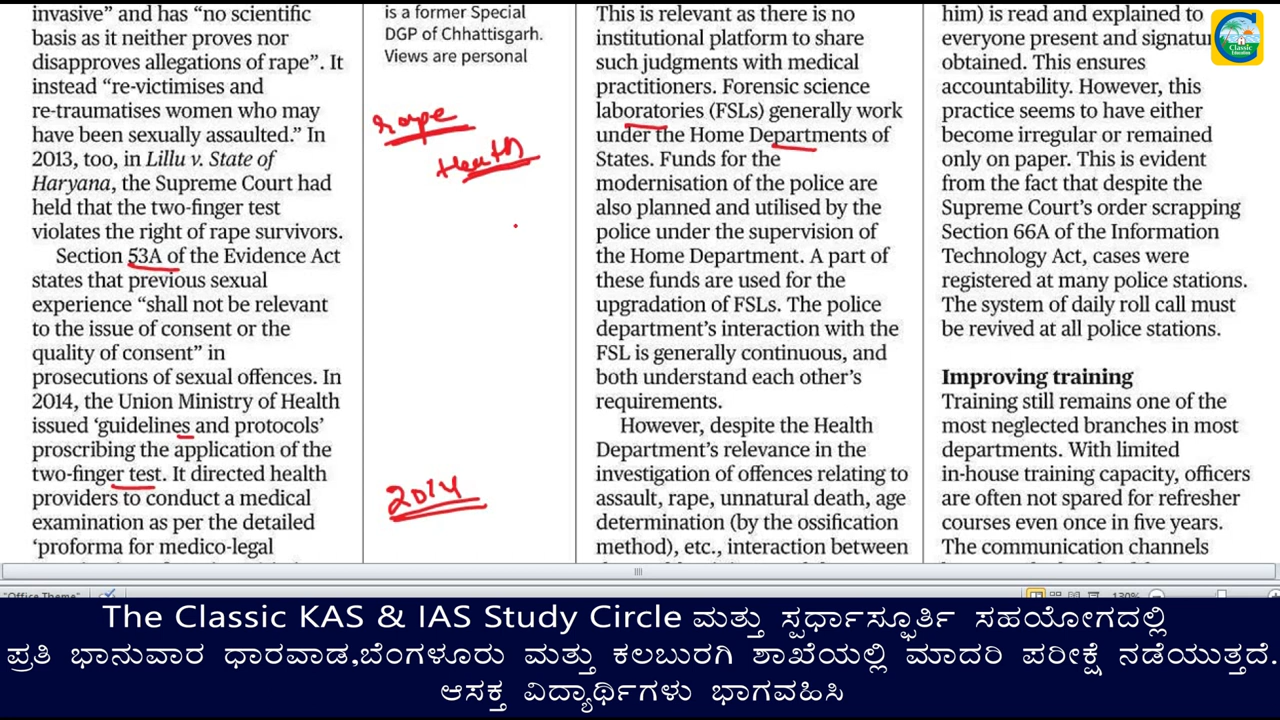 invasive” and has “no scientific
basis as it neither proves nor
disapproves allegations of rape”. It
instead “re-victimises and
re-traumatises women who may
have been sexually assaulted.” In
2013, too, in Lillu v. State of
Haryana, the Supreme Court had
held that the two-finger test
violates the right of rape survivors.
Section 53A of the Evidence Act
states that previous sexual
experience “shall not be relevant
to the issue of consent or the
quality of consent” in
prosecutions of sexual offences. In
2014, the Union Ministry of Health
issued ‘guidelines and protocols’
proscribing the application of the
two-finger test. It directed health
providers to conduct a medical
examination as per the detailed
‘proforma for medico-legal
is a former Special
DGP of Chhattisgarh.
Views are personal
rape
Health
2014
This is relevant as there is no
institutional platform to share
such judgments with medical
practitioners. Forensic science
laboratories (FSLs) generally work
under the Home Departments of
States. Funds for the
modernisation of the police are
also planned and utilised by the
police under the supervision of
the Home Department. A part of
these funds are used for the
upgradation of FSLs. The police
department’s interaction with the
FSL is generally continuous, and
both understand each other’s
requirements.
However, despite the Health
Department’s relevance in the
investigation of offences relating to
assault, rape, unnatural death, age
determination (by the ossification
method), etc., interaction between
him) is read and explained to
everyone present and signature
obtained. This ensures
accountability. However, this
practice seems to have either
become irregular or remained
only on paper. This is evident
from the fact that despite the
Supreme Court’s order scrapping
Section 66A of the Information
Technology Act, cases were
registered at many police stations.
The system of daily roll call must
be revived at all police stations.
Improving training
Training still remains one of the
most neglected branches in most
departments. With limited
in-house training capacity, officers
are often not spared for refresher
courses even once in five years.
The communication channels
Classic
Education
"Office Theme"
130%
The Classic KAS & IAS Study Circle ಮತ್ತು ಸ್ಪರ್ಧಾಸ್ಫೂರ್ತಿ ಸಹಯೋಗದಲ್ಲಿ
ಪ್ರತಿ ಭಾನುವಾರ ಧಾರವಾಡ,ಬೆಂಗಳೂರು ಮತ್ತು ಕಲಬುರಗಿ ಶಾಖೆಯಲ್ಲಿ ಮಾದರಿ ಪರೀಕ್ಷೆ ನಡೆಯುತ್ತದೆ.
ಆಸಕ್ತ ವಿದ್ಯಾರ್ಥಿಗಳು ಭಾಗವಹಿಸಿ